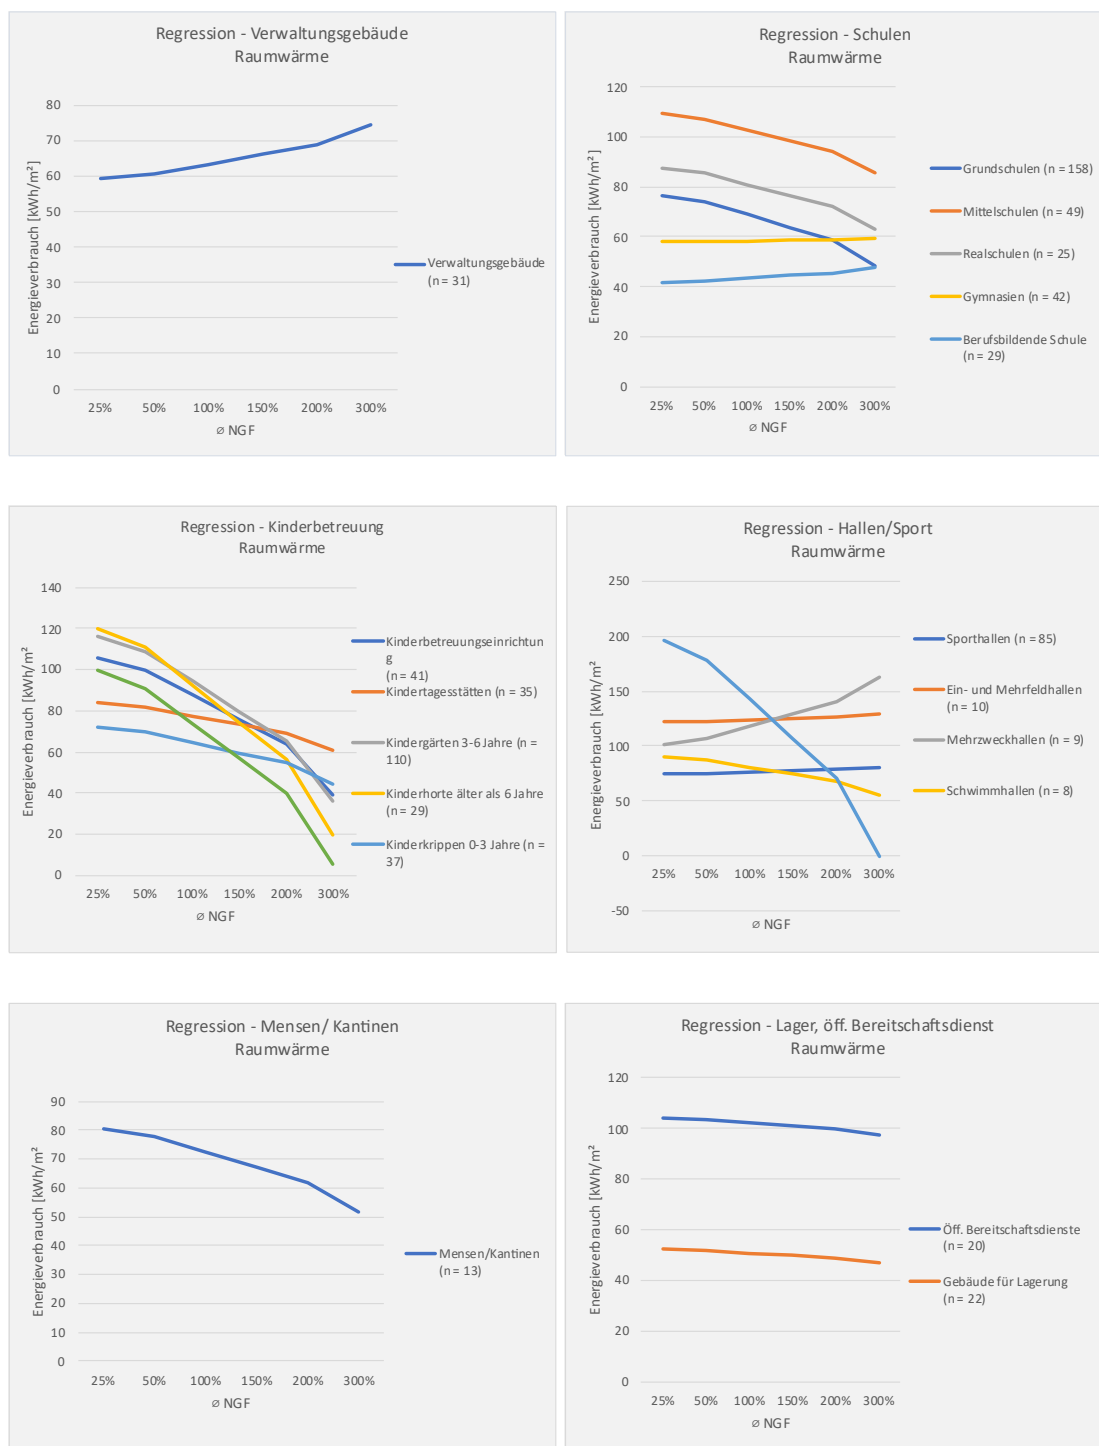 Regression - Verwaltungsgebäude
Raumwärme
Energieverbrauch [kWh/m²]
80
70
60
50
40
30
20
10
0
25% 50% 100% 150% 200% 300%
⌀ NGF
Verwaltungsgebäude
(n = 31)
Regression - Schulen
Raumwärme
Energieverbrauch [kWh/m²]
120
100
80
60
40
20
0
25% 50% 100% 150% 200% 300%
⌀ NGF
Grundschulen (n = 158)
Mittelschulen (n = 49)
Realschulen (n = 25)
Gymnasien (n = 42)
Berufsbildende Schule
(n = 29)
Regression - Kinderbetreuung
Raumwärme
Energieverbrauch [kWh/m²
140
120
100
80
60
40
20
0
25% 50% 100% 150% 200% 300%
⌀ NGF
Kinderbetreuungseinrichtun
g
(n = 41)
Kindertagesstätten (n = 35)
Kindergärten 3-6 Jahre (n =
110)
Kinderhorte älter als 6 Jahre
(n = 29)
Kinderkrippen 0-3 Jahre (n =
37)
Regression - Hallen/Sport
Raumwärme
Energieverbrauch [kWh/m²
250
200
150
100
50
0
-50
25% 50% 100% 150% 200% 300%
⌀ NGF
Sporthallen (n = 85)
Ein- und Mehrfeldhallen
(n = 10)
Mehrzweckhallen (n = 9)
Schwimmhallen (n = 8)
Regression - Mensen/ Kantinen
Raumwärme
Energieverbrauch [kWh/m²
90
80
70
60
50
40
30
20
10
0
25% 50% 100% 150% 200% 300%
⌀ NGF
Mensen/Kantinen
(n = 13)
Regression - Lager, öff. Bereitschaftsdienst
Raumwärme
Energieverbrauch [kWh/m²
120
100
80
60
40
20
0
25% 50% 100% 150% 200% 300%
⌀ NGF
Öff. Bereitschaftsdienste
(n = 20)
Gebäude für Lagerung
(n = 22)